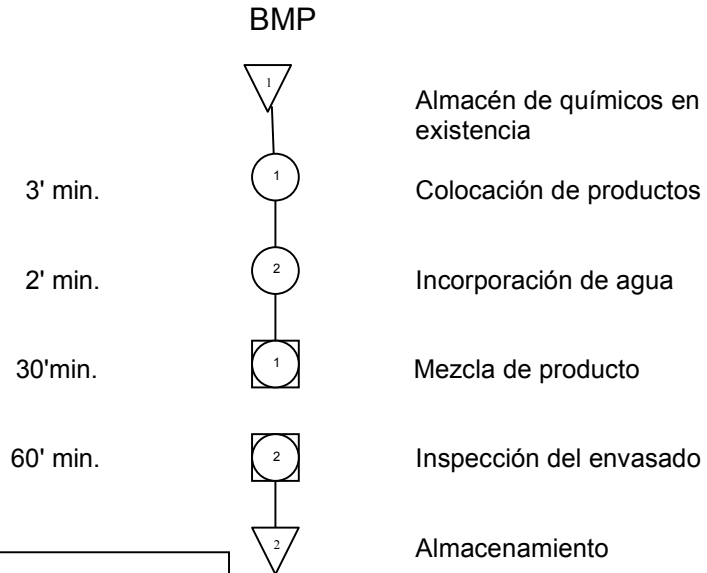 BMP
1
Almacén de químicos en
existencia
3' min.
1
Colocación de productos
2' min.
2
Incorporación de agua
30'min.
1
Mezcla de producto
60' min.
2
Inspección del envasado
2
Almacenamiento